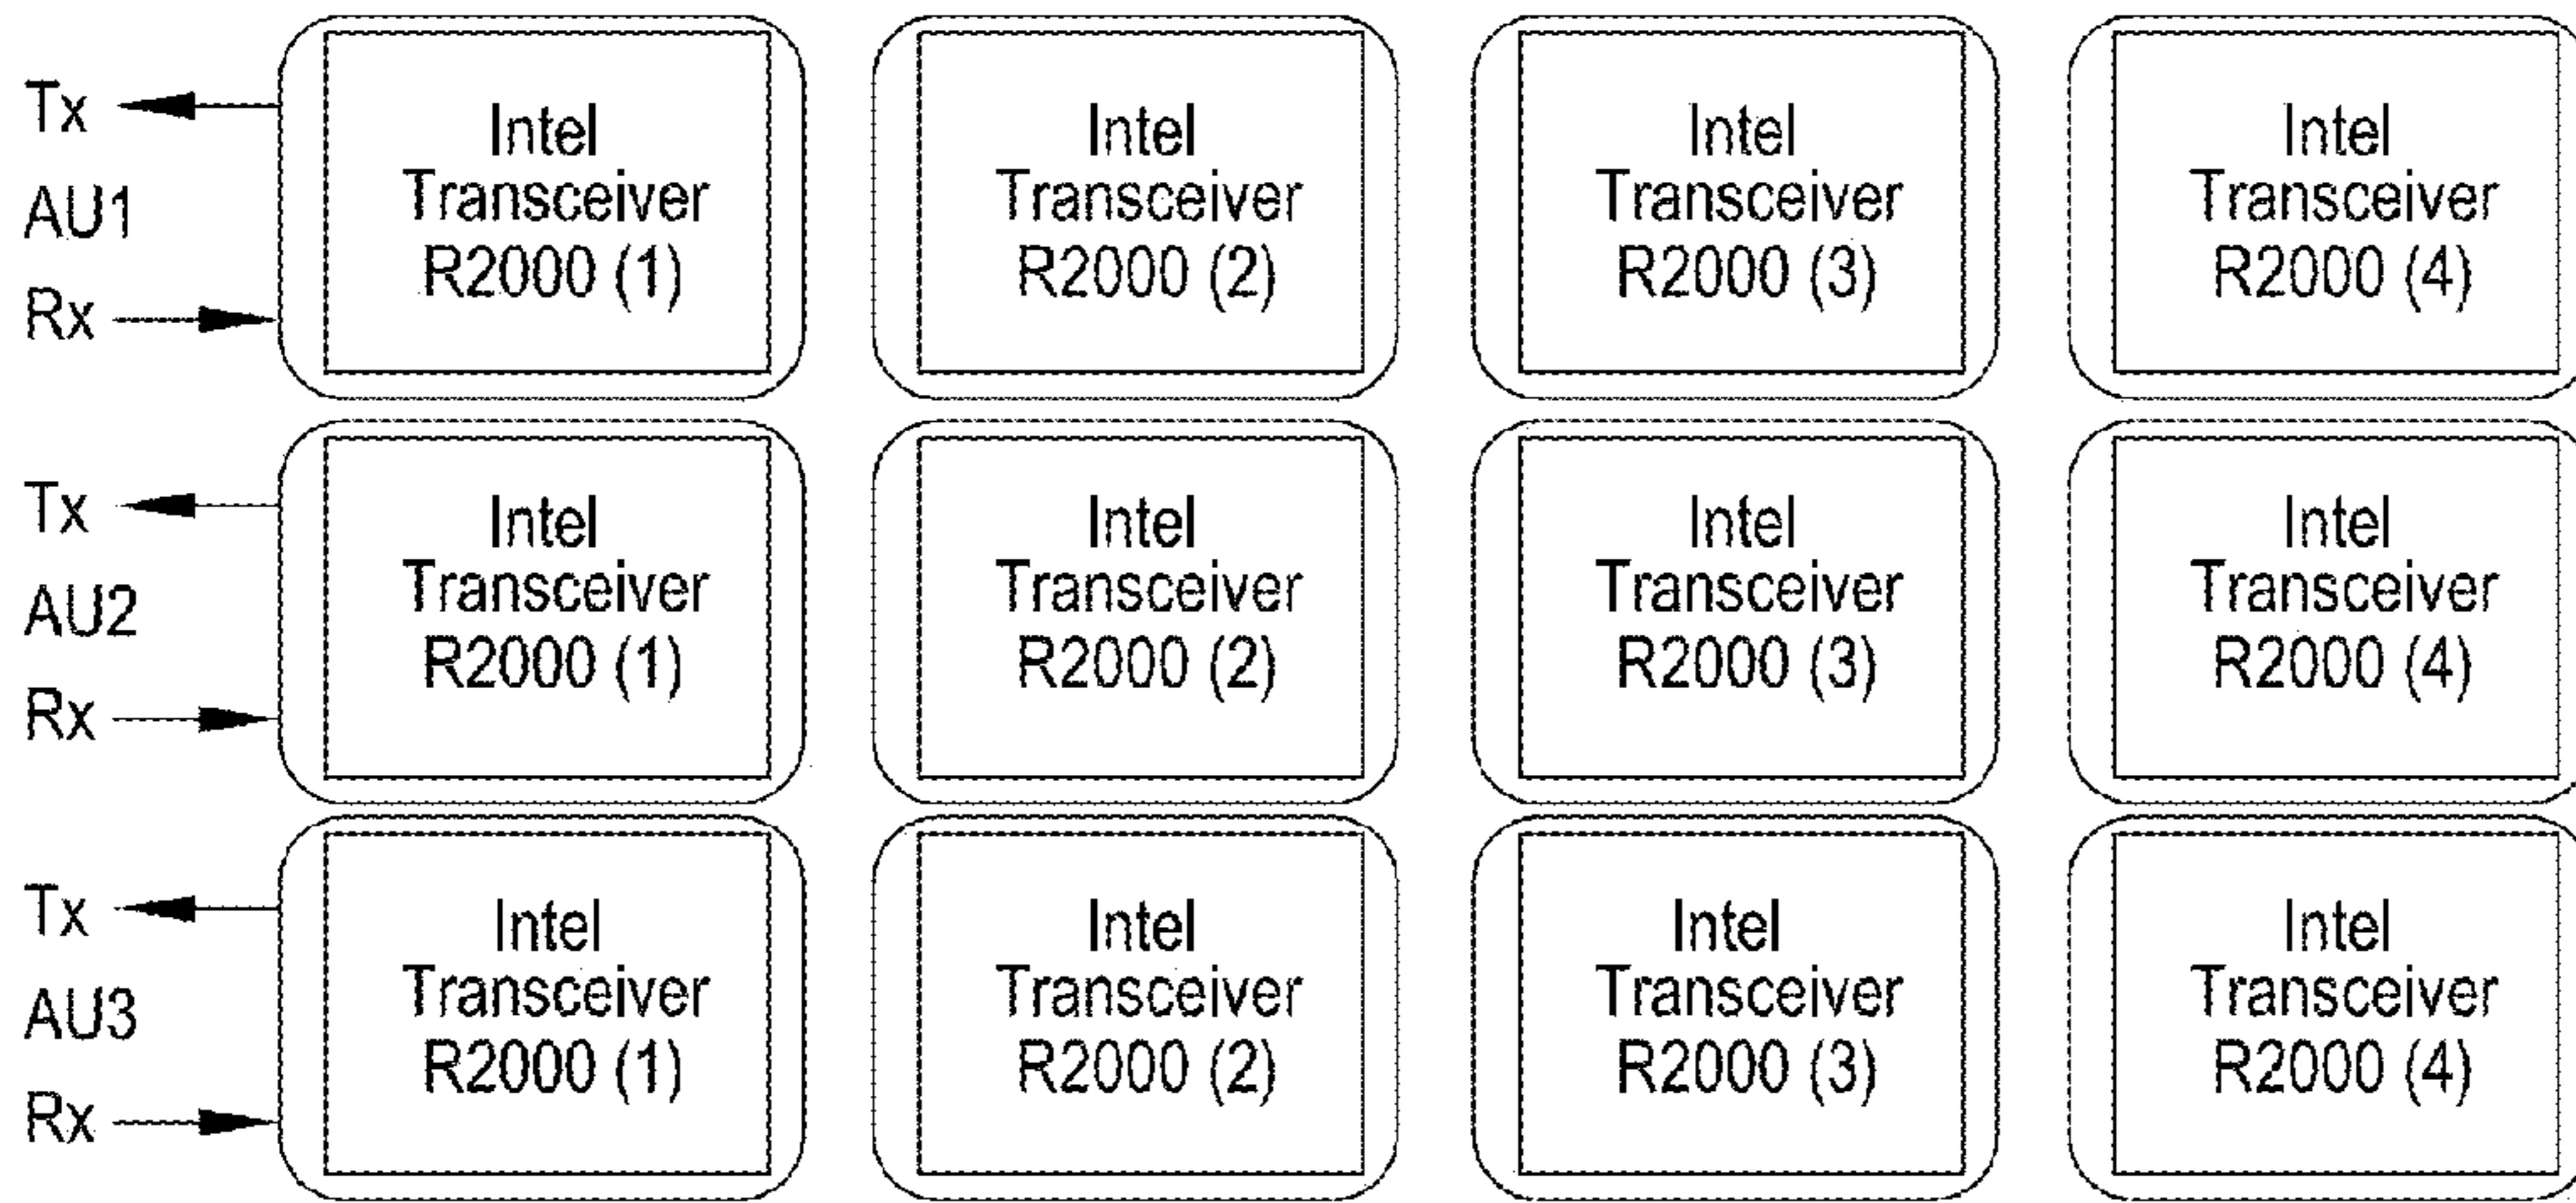 Tx
AU1
Rx
Intel
Transceiver
R2000 (1)
Intel
Transceiver
R2000 (2)
Intel
Transceiver
R2000 (3)
Intel
Transceiver
R2000 (4)
Tx
AU2
Rx
Intel
Transceiver
R2000 (1)
Intel
Transceiver
R2000 (2)
Intel
Transceiver
R2000 (3)
Intel
Transceiver
R2000 (4)
Tx
AU3
Rx
Intel
Transceiver
R2000 (1)
Intel
Transceiver
R2000 (2)
Intel
Transceiver
R2000 (3)
Intel
Transceiver
R2000 (4)